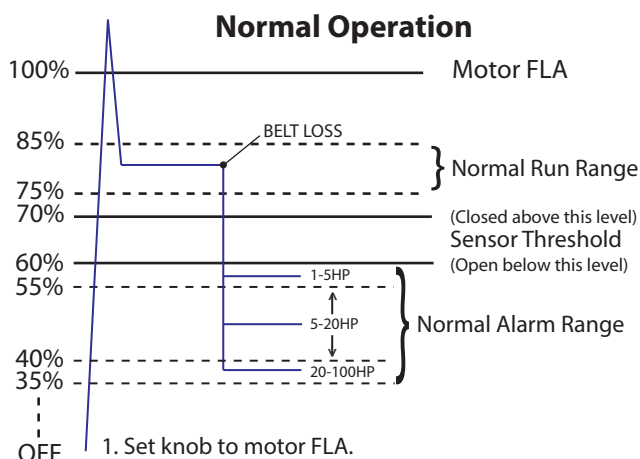 Normal Operation
100% Motor FLA
85%
BELT LOSS
Normal Run Range
75%
70% (Closed above this level)
Sensor Threshold
60% (Open below this level)
1-5HP
55%
5-20HP
Normal Alarm Range
40%
20-100HP
35%
OFF
1. Set knob to motor FLA.